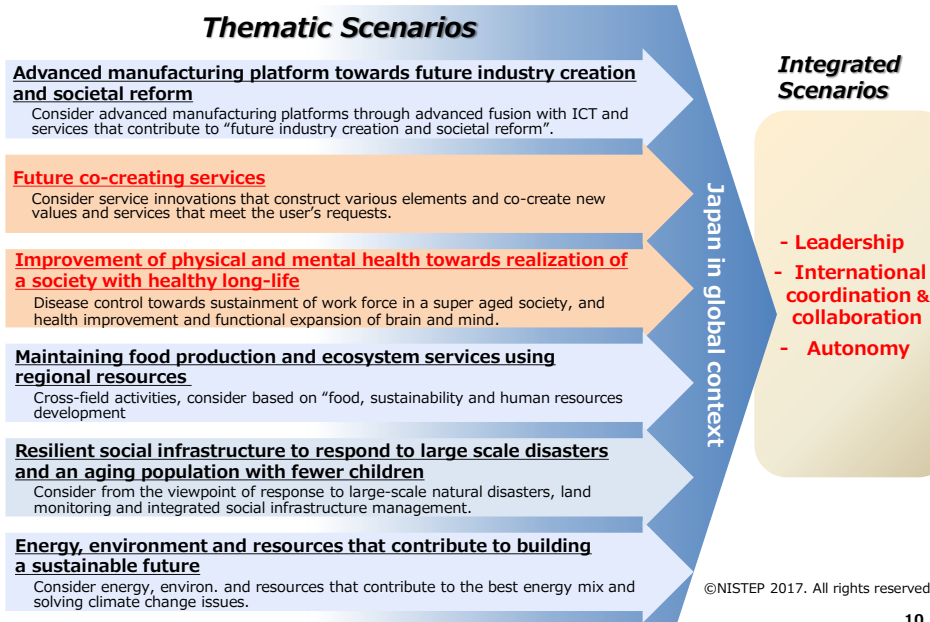 Thematic Scenarios
Advanced manufacturing platform towards future industry creation
and societal reform
Consider advanced manufacturing platforms through advanced fusion with ICT and
services that contribute to “future industry creation and societal reform”.
Future co-creating services
Consider service innovations that construct various elements and co-create new
values and services that meet the user’s requests.
Improvement of physical and mental health towards realization of
a society with healthy long-life
Disease control towards sustainment of work force in a super aged society, and
health improvement and functional expansion of brain and mind.
Maintaining food production and ecosystem services using
regional resources
Cross-field activities, consider based on “food, sustainability and human resources
development
Resilient social infrastructure to respond to large scale disasters
and an aging population with fewer children
Consider from the viewpoint of response to large-scale natural disasters, land
monitoring and integrated social infrastructure management.
Energy, environment and resources that contribute to building
a sustainable future
Consider energy, environ. and resources that contribute to the best energy mix and
solving climate change issues.
Japan in global context
Integrated
Scenarios
- Leadership
- International
coordination &
collaboration
- Autonomy
©NISTEP 2017. All rights reserved
10